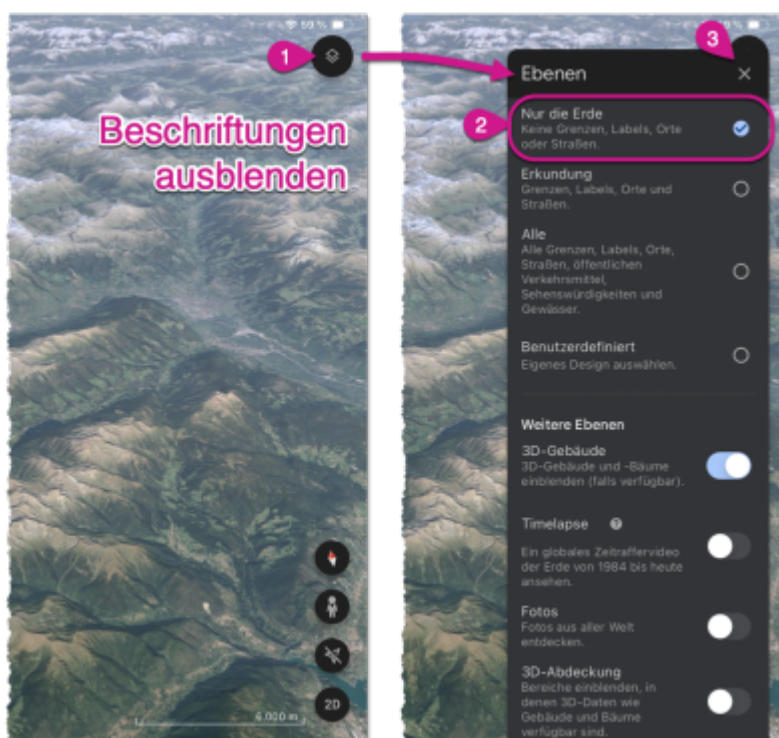 59 %
1
Beschriftungen
ausblenden
2D
6.000 m
%
3
Ebenen
2
Nur die Erde
Keine Grenzen, Labels, Orte
oder Straßen.
Erkundung
Grenzen, Labels, Orte und
Straßen.
Alle
Alle Grenzen, Labels, Orte,
Straßen, öffentlichen
Verkehrsmittel,
Sehenswürdigkeiten und
Gewässer.
Benutzerdefiniert
Eigenes Design auswählen.
Weitere Ebenen
3D-Gebäude
3D-Gebäude und -Bäume
einblenden (falls verfügbar).
Timelapse ?
Ein globales Zeitraffervideo
der Erde von 1984 bis heute
ansehen.
Fotos
Fotos aus aller Welt
entdecken.
3D-Abdeckung
Bereiche einblenden, in
denen 3D-Daten wie
Gebäude und Bäume
verfügbar sind.